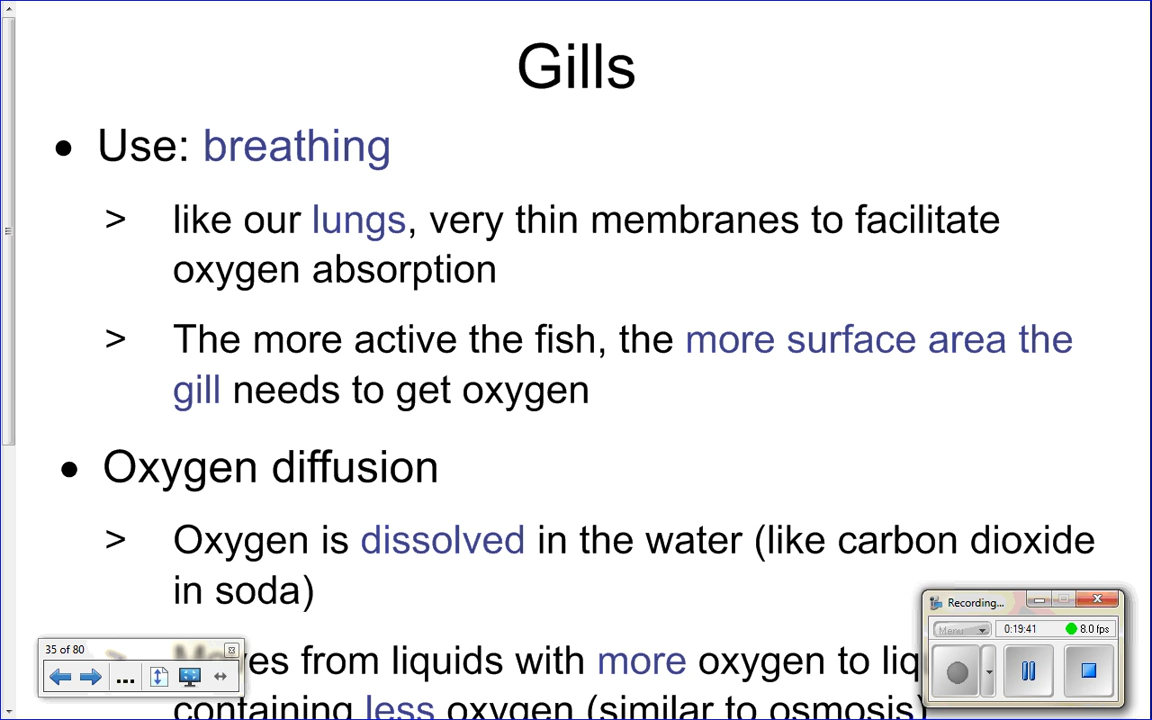 Gills
• Use: breathing
> like our lungs, very thin membranes to facilitate
oxygen absorption
> The more active the fish, the more surface area the
gill needs to get oxygen
• Oxygen diffusion
> Oxygen is dissolved in the water (like carbon dioxide
in soda)
Moves from liquids with more oxygen to
containing less oxygen (similar to osmosis)
35 of 80
...
Recording...
Menu
0:19:41
8.0 fps